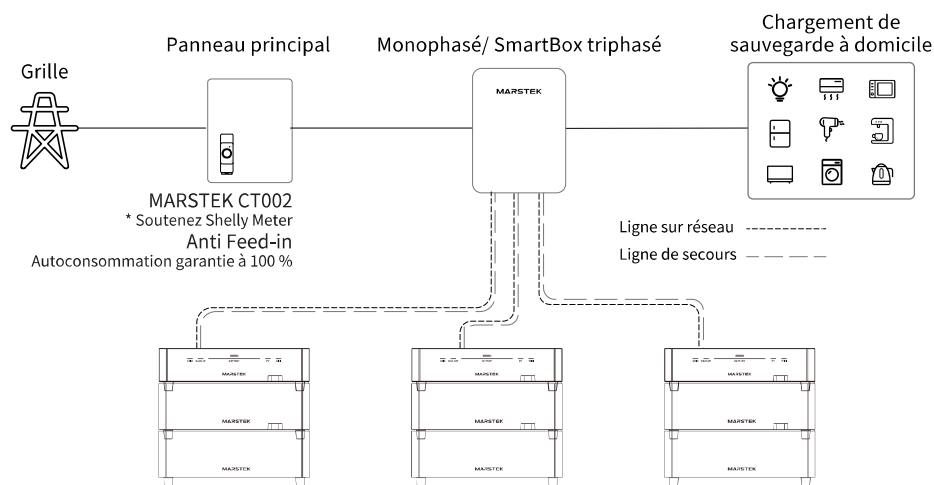 Grille
Panneau principal
Monophasé/ SmartBox triphasé
Chargement de
sauvegarde à domicile
MARSTEK
MARSTEK CT002
* Soutenez Shelly Meter
Anti Feed-in
Autoconsommation garantie à 100 %
Ligne sur réseau
Ligne de secours
MARSTEK
MARSTEK
MARSTEK
MARSTEK
MARSTEK
MARSTEK
MARSTEK
MARSTEK
MARSTEK